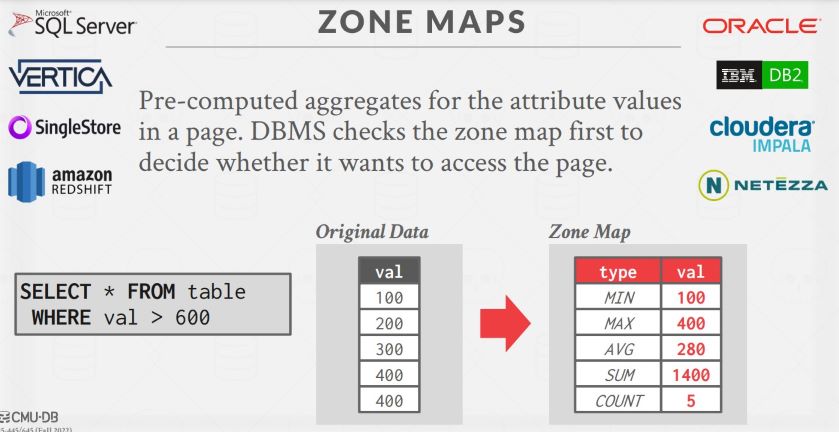 ZONE MAPS
Microsoft®
SQL Server
VERTICA
SingleStore
amazon
REDSHIFT
ORACLE®
IBM DB2.
cloudera®
IMPALA
N NETEZZA
Pre-computed aggregates for the attribute values
in a page. DBMS checks the zone map first to
decide whether it wants to access the page.
SELECT * FROM table
WHERE val > 600
Original Data
val
100
200
300
400
400
Zone Map
type val
MIN 100
MAX 400
AVG 280
SUM 1400
COUNT 5
CMU·DB
15-445/645 (Fall 2022)